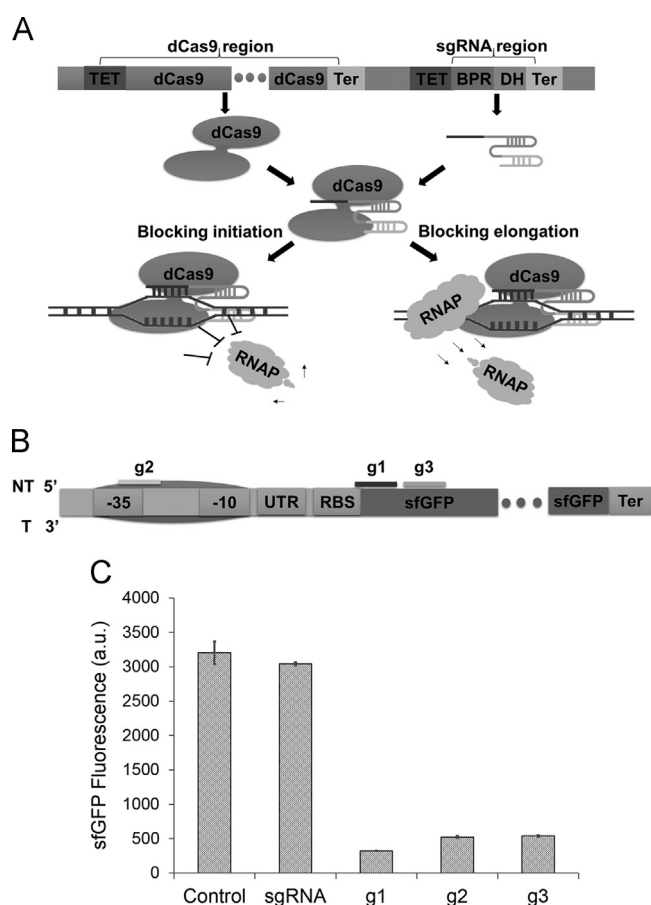 A
dCas9 region
sgRNA region
TET dCas9 dCas9 Ter TET BPR DH Ter
dCas9
dCas9
Blocking initiation
Blocking elongation
dCas9
dCas9
RNAP
RNAP
RNAP
B
g2 g1 g3
NT 5'
-35 -10 UTR RBS sfGFP sfGFP Ter
T 3'
C
sfGFP Fluorescence (a.u.)
4000
3500
3000
2500
2000
1500
1000
500
0
Control sgRNA g1 g2 g3